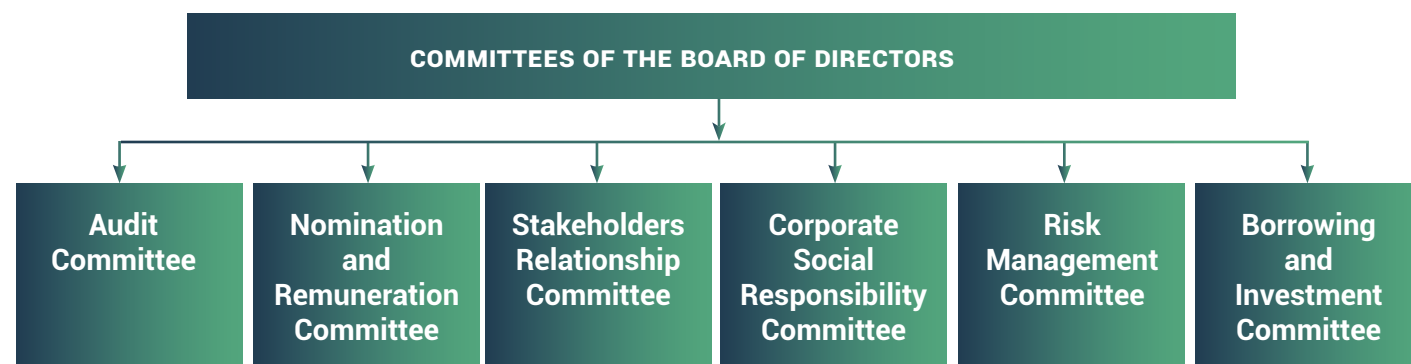 COMMITTEES OF THE BOARD OF DIRECTORS
Audit
Committee
Nomination
and
Remuneration
Committee
Stakeholders
Relationship
Committee
Corporate
Social
Responsibility
Committee
Risk
Management
Committee
Borrowing
and
Investment
Committee